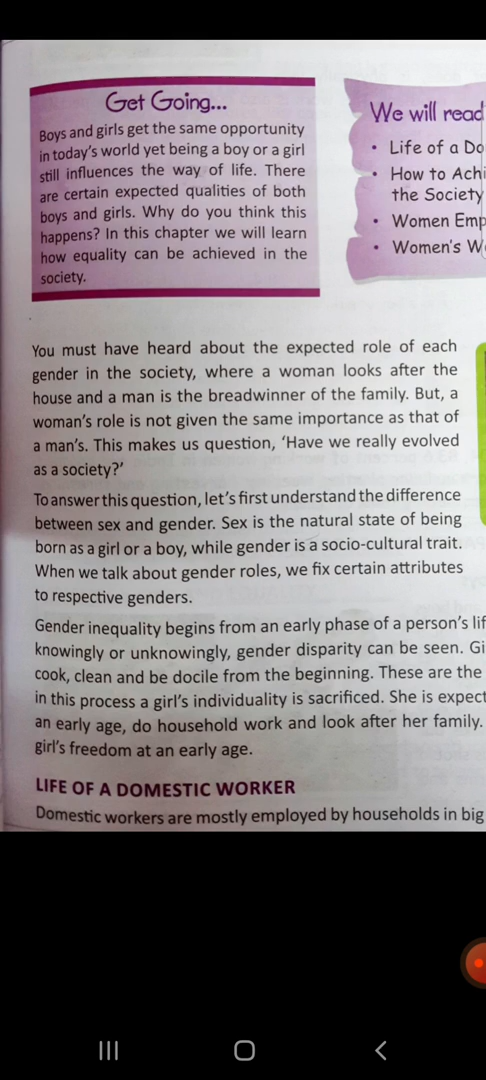 Get Going...
Boys and girls get the same opportunity
in today's world yet being a boy or a girl
still influences the way of life. There
are certain expected qualities of both
boys and girls. Why do you think this
happens? In this chapter we will learn
how equality can be achieved in the
society.
We will read
• Life of a Do
• How to Achi
the Society
• Women Emp
• Women's W
You must have heard about the expected role of each
gender in the society, where a woman looks after the
house and a man is the breadwinner of the family. But, a
woman's role is not given the same importance as that of
a man's. This makes us question, 'Have we really evolved
as a society?'
To answer this question, let's first understand the difference
between sex and gender. Sex is the natural state of being
born as a girl or a boy, while gender is a socio-cultural trait.
When we talk about gender roles, we fix certain attributes
to respective genders.
Gender inequality begins from an early phase of a person's lif
knowingly or unknowingly, gender disparity can be seen. Gi
cook, clean and be docile from the beginning. These are the
in this process a girl's individuality is sacrificed. She is expect
an early age, do household work and look after her family.
girl's freedom at an early age.
LIFE OF A DOMESTIC WORKER
Domestic workers are mostly employed by households in big